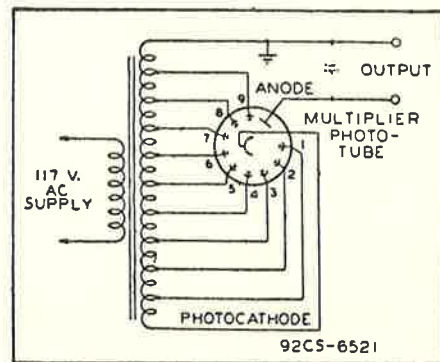 OUTPUT
ANODE
MULTIPLIER
PHOTO-
TUBE
9
8
7
6
5
4
3
2
1
117 V.
AC
SUPPLY
PHOTOCATHODE
92CS-6521